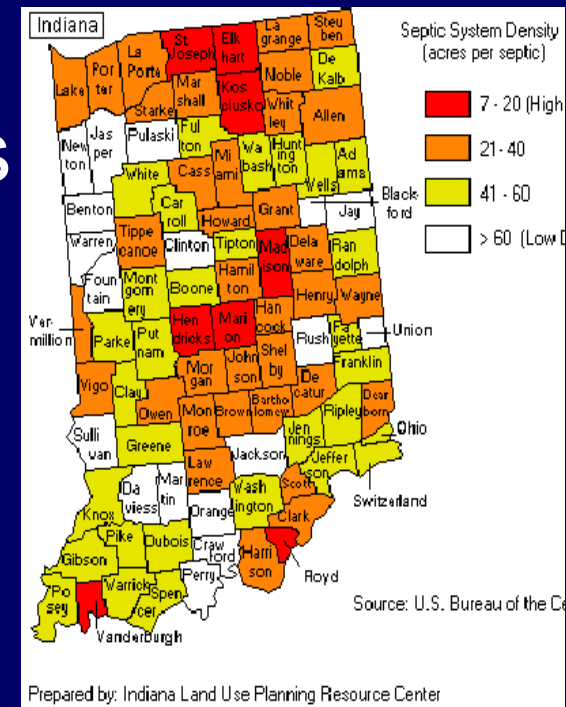 s
Indiana
Septic System Density
(acres per septic)
7 - 20 (High
21 - 40
41 - 60
> 60 (Low D
La
grange
Steu
ben
St.
Joseph
Elk
hart
La
Porte
Por
ter
Lake
De
Kalb
Noble
Mar
shall
Kos
ciusko
Starke
Whit
ley
Allen
Jas
per
New
ton
Pulaski
Ful
ton
Wa
bash
Hunt
ing
ton
Mi
ami
Ad
ams
White
Cass
Wells
Car
roll
Benton
Grant
Black-
ford
Jay
Howard
Warren
Tippe
canoe
Clinton
Tipton
Mad
ison
Dela
ware
Ran
dolph
Foun
tain
Mont
gom
ery
Boone
Hamil
ton
Henry
Wayne
Ver-
million
Parke
Put
nam
Hen
dricks
Mari
on
Han
cock
Rush
Fa
yette
Union
Vigo
Clay
Mor
gan
John
son
Shel
by
Franklin
Owen
Mon
roe
Brown
Bartho
lomew
De
catur
Dear
born
Ripley
Sulli
van
Greene
Jackson
Jen
nings
Ohio
Jeffer
son
Switzerland
Knox
Da
viess
Mar
tin
Law
rence
Wash
ington
Scott
Orange
Clark
Gibson
Pike
Dubois
Craw
ford
Harri
son
Royd
Po
sey
Warrick
Spen
cer
Perry
Vanderburgh
Source: U.S. Bureau of the Ce
Prepared by: Indiana Land Use Planning Resource Center